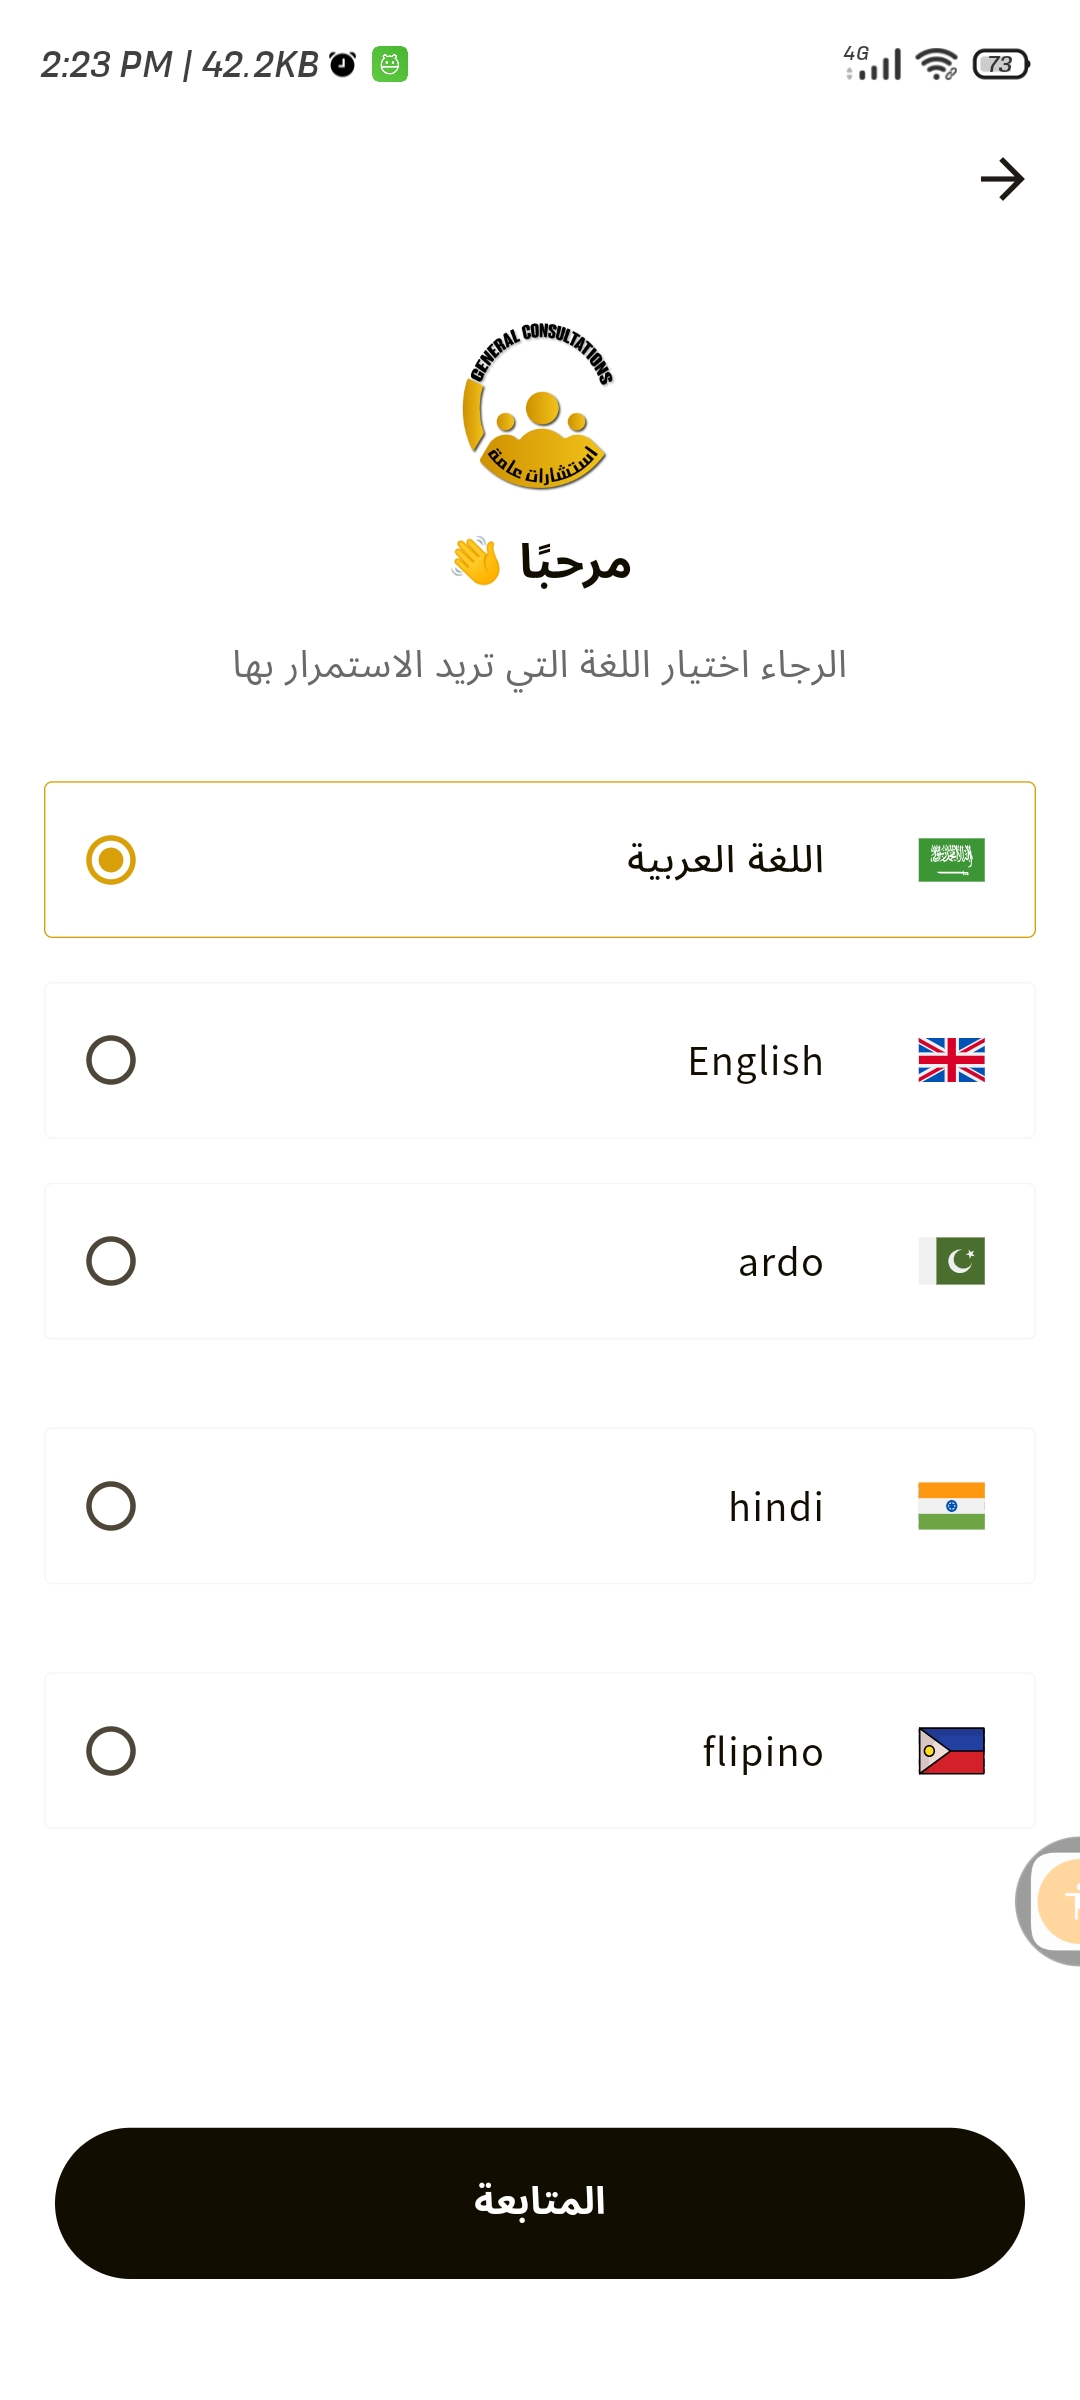 2:23 PM | 42.2KB
4G
73
GENERAL CONSULTATIONS
استشارات عامة
مرحبًا 👋
الرجاء اختيار اللغة التي تريد الاستمرار بها
اللغة العربية
English
ardo
hindi
flipino
المتابعة